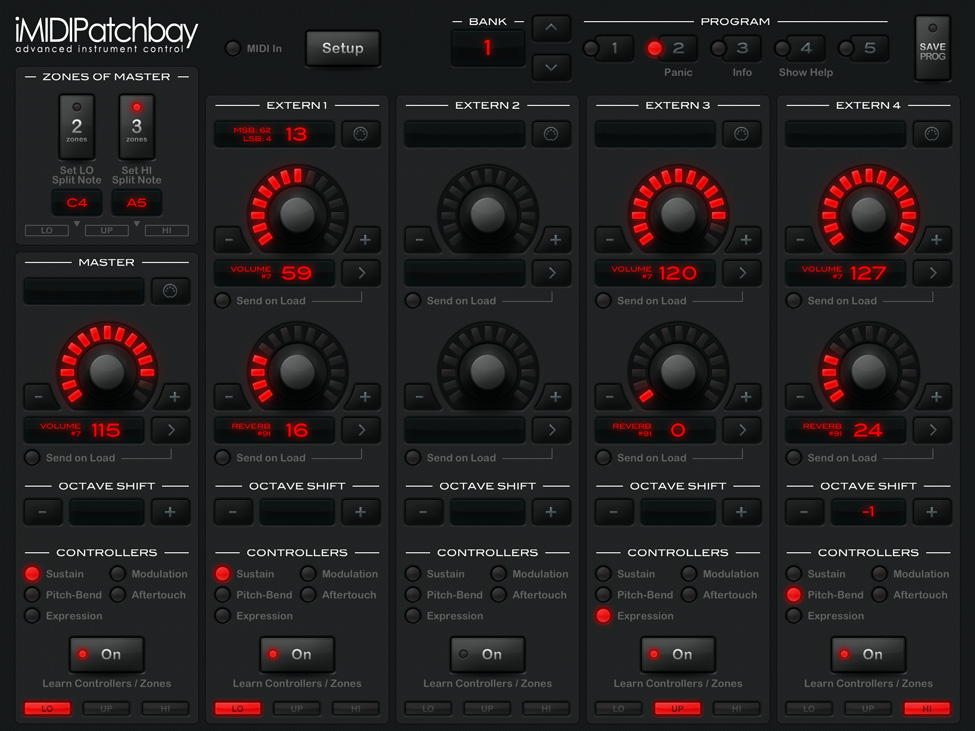 iMIDIPatchbay
advanced instrument control
MIDI In
Setup
BANK
1
PROGRAM
1 2 3 4 5
Panic Info Show Help
SAVE
PROG
ZONES OF MASTER
2
zones
3
zones
Set LO
Split Note
Set HI
Split Note
C4 A5
LO UP HI
MASTER
VOLUME
#7
115
Send on Load
OCTAVE SHIFT
- +
CONTROLLERS
Sustain Modulation
Pitch-Bend Aftertouch
Expression
On
Learn Controllers / Zones
LO UP HI
EXTERN 1
MSB: 62
LSB: 4
13
- +
VOLUME
#7
59
Send on Load
- +
REVERB
#91
16
Send on Load
OCTAVE SHIFT
- +
CONTROLLERS
Sustain Modulation
Pitch-Bend Aftertouch
Expression
On
Learn Controllers / Zones
LO UP HI
EXTERN 2
- +
Send on Load
- +
Send on Load
OCTAVE SHIFT
- +
CONTROLLERS
Sustain Modulation
Pitch-Bend Aftertouch
Expression
On
Learn Controllers / Zones
LO UP HI
EXTERN 3
- +
VOLUME
#7
120
Send on Load
- +
REVERB
#91
0
Send on Load
OCTAVE SHIFT
- +
CONTROLLERS
Sustain Modulation
Pitch-Bend Aftertouch
Expression
On
Learn Controllers / Zones
LO UP HI
EXTERN 4
- +
VOLUME
#7
127
Send on Load
- +
REVERB
#91
24
Send on Load
OCTAVE SHIFT
- -1 +
CONTROLLERS
Sustain Modulation
Pitch-Bend Aftertouch
Expression
On
Learn Controllers / Zones
LO UP HI